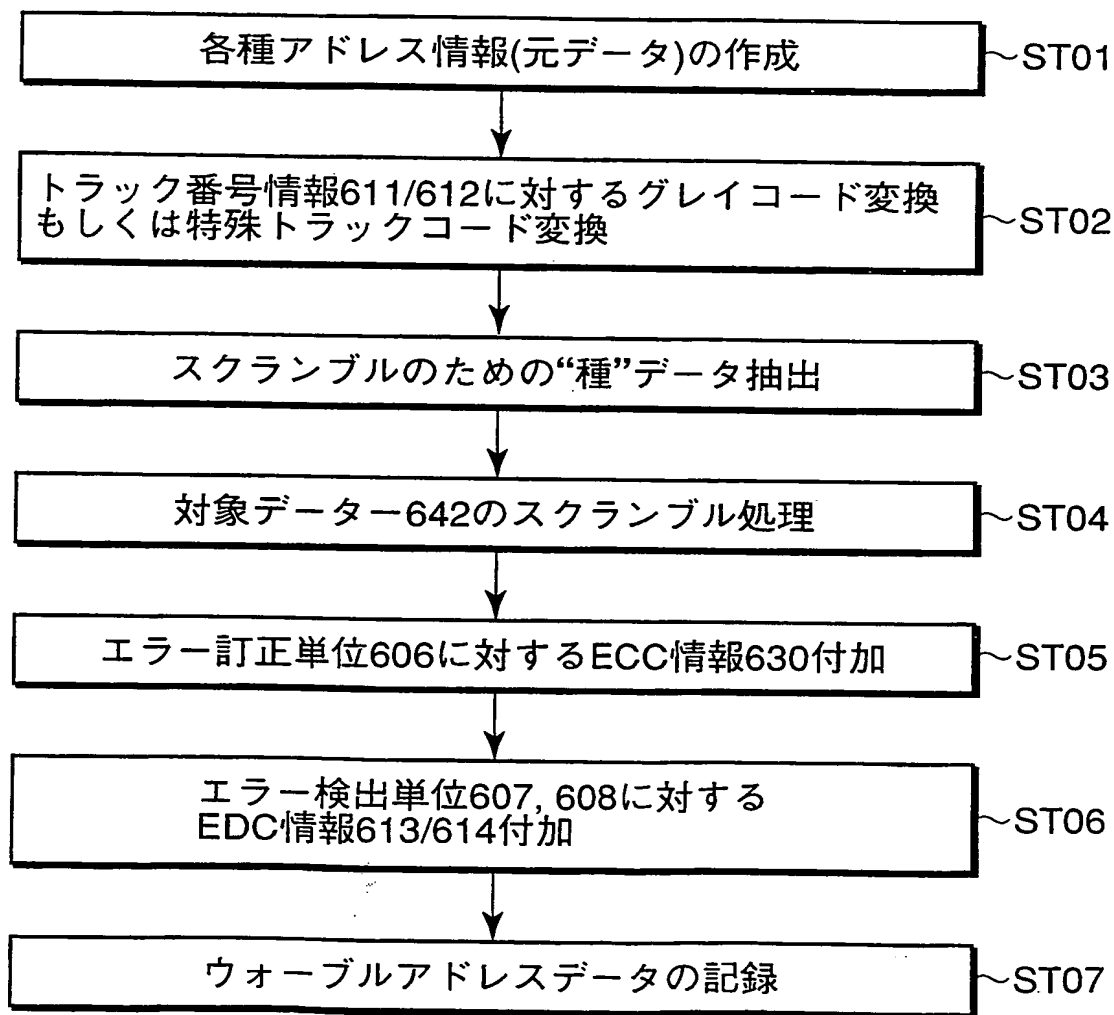 各種アドレス情報(元データ)の作成 ~ST01
トラック番号情報611/612に対するグレイコード変換
もしくは特殊トラックコード変換 ~ST02
スクランブルのための“種”データ抽出 ~ST03
対象データー642のスクランブル処理 ~ST04
エラー訂正単位606に対するECC情報630付加 ~ST05
エラー検出単位607, 608に対する
EDC情報613/614付加 ~ST06
ウォーブルアドレスデータの記録 ~ST07